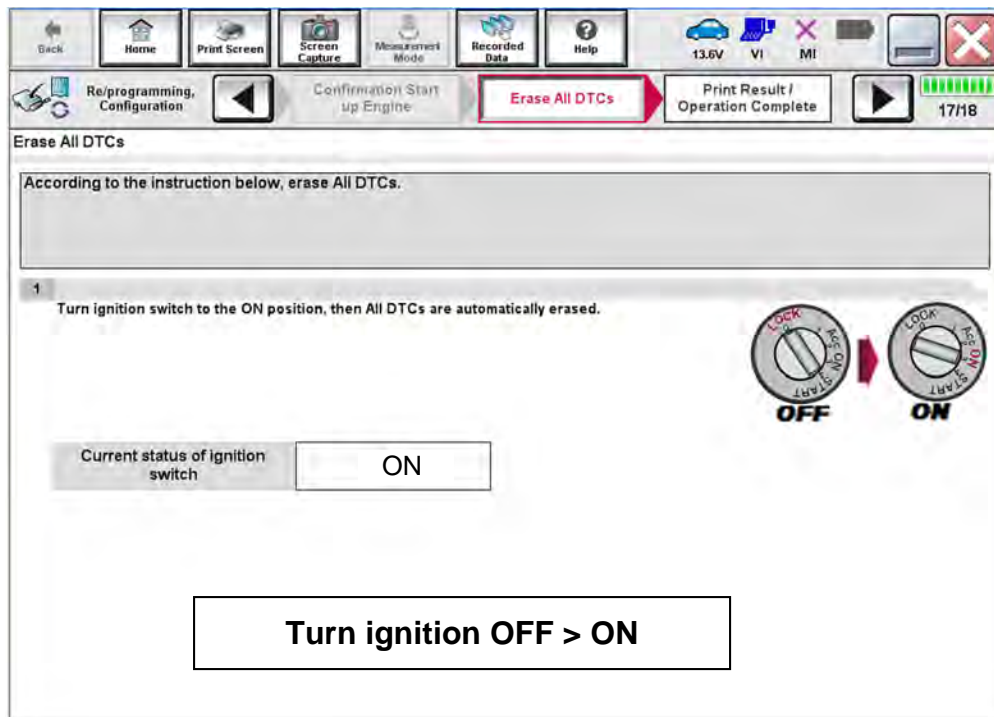 Back
Home
Print Screen
Screen
Capture
Measurement
Mode
Recorded
Data
Help
13.6V
VI
MI
Re/programming,
Configuration
Confirmation Start
up Engine
Erase All DTCs
Print Result /
Operation Complete
17/18
Erase All DTCs
According to the instruction below, erase All DTCs.
1
Turn ignition switch to the ON position, then All DTCs are automatically erased.
LOCK
Acc
ON
START
OFF
LOCK
Acc
ON
START
ON
Current status of ignition
switch
ON
Turn ignition OFF > ON